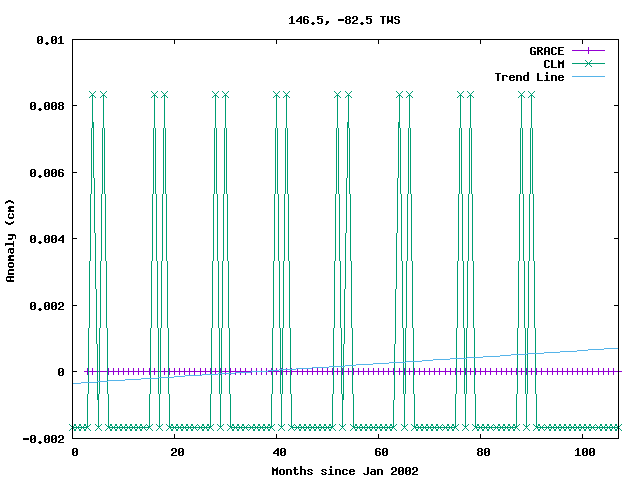 146.5, -82.5 TWS
0.01
GRACE
CLM
Trend Line
0.008
0.006
0.004
0.002
0
-0.002
Anomaly (cm)
0 20 40 60 80 100
Months since Jan 2002